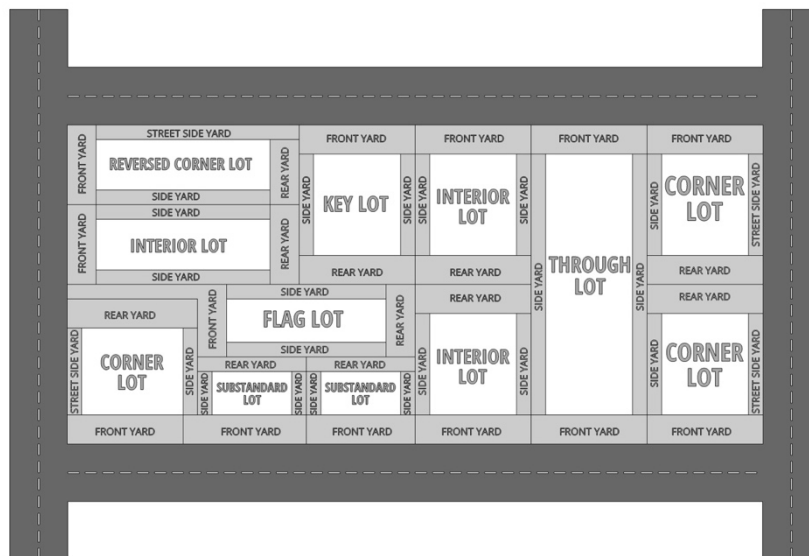 STREET SIDE YARD
FRONT YARD
REVERSED CORNER LOT
REAR YARD
SIDE YARD
SIDE YARD
FRONT YARD
INTERIOR LOT
REAR YARD
SIDE YARD
FRONT YARD
SIDE YARD
KEY LOT
SIDE YARD
REAR YARD
FRONT YARD
SIDE YARD
INTERIOR
LOT
SIDE YARD
REAR YARD
FRONT YARD
SIDE YARD
THROUGH
LOT
SIDE YARD
FRONT YARD
FRONT YARD
SIDE YARD
CORNER
LOT
STREET SIDE YARD
REAR YARD
REAR YARD
STREET SIDE YARD
CORNER
LOT
SIDE YARD
FRONT YARD
FRONT YARD
SIDE YARD
FLAG LOT
SIDE YARD
REAR YARD
REAR YARD
SIDE YARD
SUBSTANDARD
LOT
SIDE YARD
FRONT YARD
REAR YARD
SIDE YARD
SUBSTANDARD
LOT
SIDE YARD
FRONT YARD
REAR YARD
SIDE YARD
INTERIOR
LOT
SIDE YARD
FRONT YARD
REAR YARD
SIDE YARD
CORNER
LOT
STREET SIDE YARD
FRONT YARD